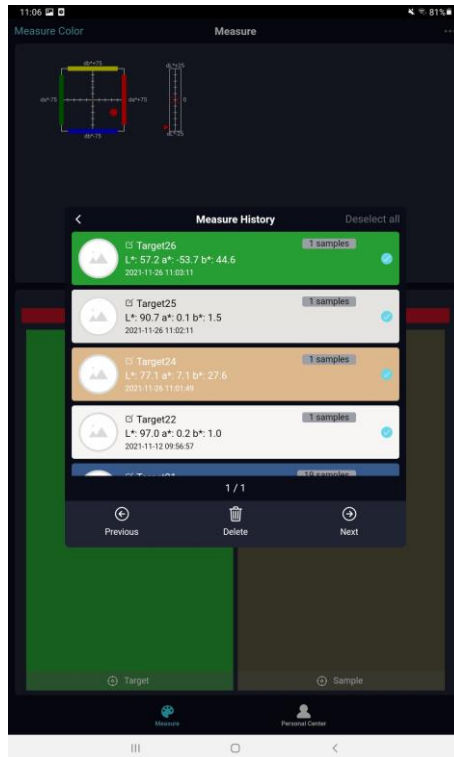 11:06 81%
Measure Color Measure
db*+75
dL*+25
da*-75 da*+75 0
db*-75 dL*-25
Measure History Deselect all
Target26 1 samples
L*: 57.2 a*: -53.7 b*: 44.6
2021-11-26 11:03:11
Target25 1 samples
L*: 90.7 a*: 0.1 b*: 1.5
2021-11-26 11:02:11
Target24 1 samples
L*: 77.1 a*: 7.1 b*: 27.6
2021-11-26 11:01:49
Target22 1 samples
L*: 97.0 a*: 0.2 b*: 1.0
2021-11-12 09:56:57
1 / 1
Previous Delete Next
Target Sample
Measure Personal Center